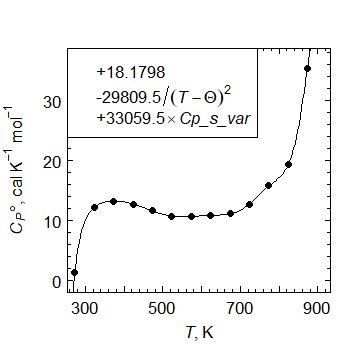 +18.1798
-29809.5/(T − Θ)²
+33059.5 × Cp_s_var
30
20
10
0
C_P°, cal K⁻¹ mol⁻¹
300 500 700 900
T, K